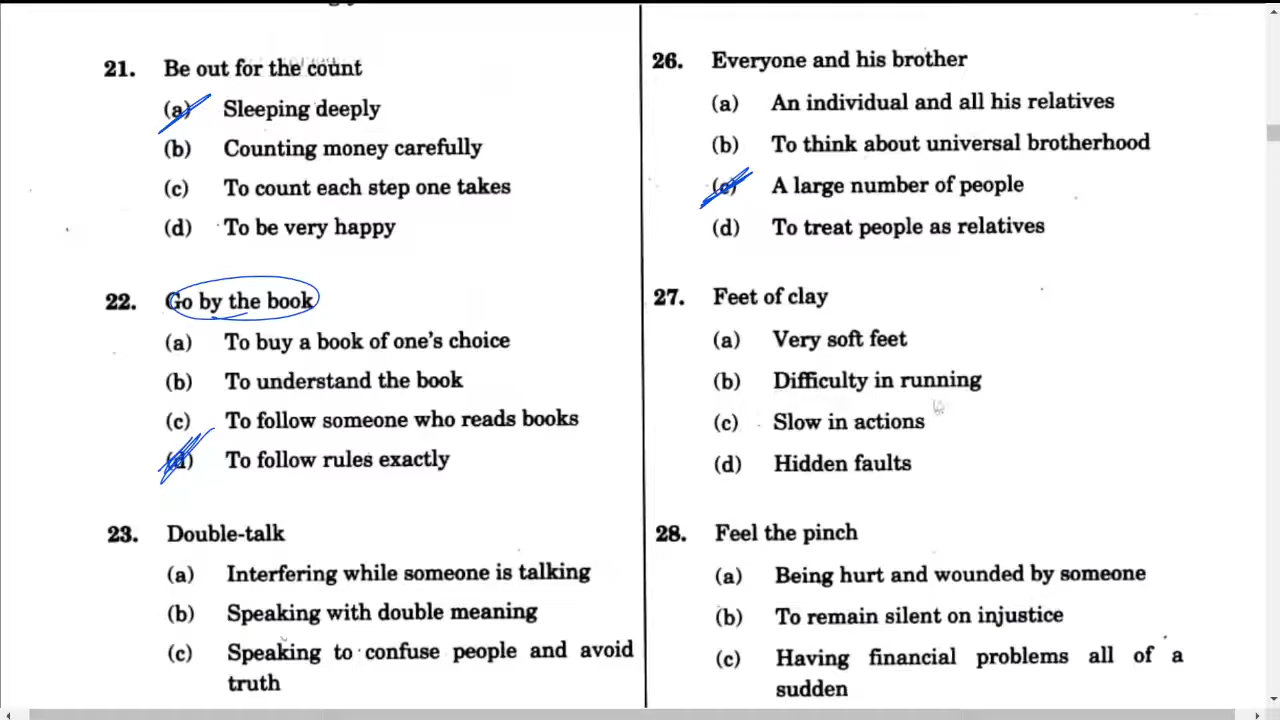 21. Be out for the count
(a) Sleeping deeply
(b) Counting money carefully
(c) To count each step one takes
(d) To be very happy
22. Go by the book
(a) To buy a book of one's choice
(b) To understand the book
(c) To follow someone who reads books
(d) To follow rules exactly
23. Double-talk
(a) Interfering while someone is talking
(b) Speaking with double meaning
(c) Speaking to confuse people and avoid
truth
26. Everyone and his brother
(a) An individual and all his relatives
(b) To think about universal brotherhood
(c) A large number of people
(d) To treat people as relatives
27. Feet of clay
(a) Very soft feet
(b) Difficulty in running
(c) Slow in actions
(d) Hidden faults
28. Feel the pinch
(a) Being hurt and wounded by someone
(b) To remain silent on injustice
(c) Having financial problems all of a
sudden